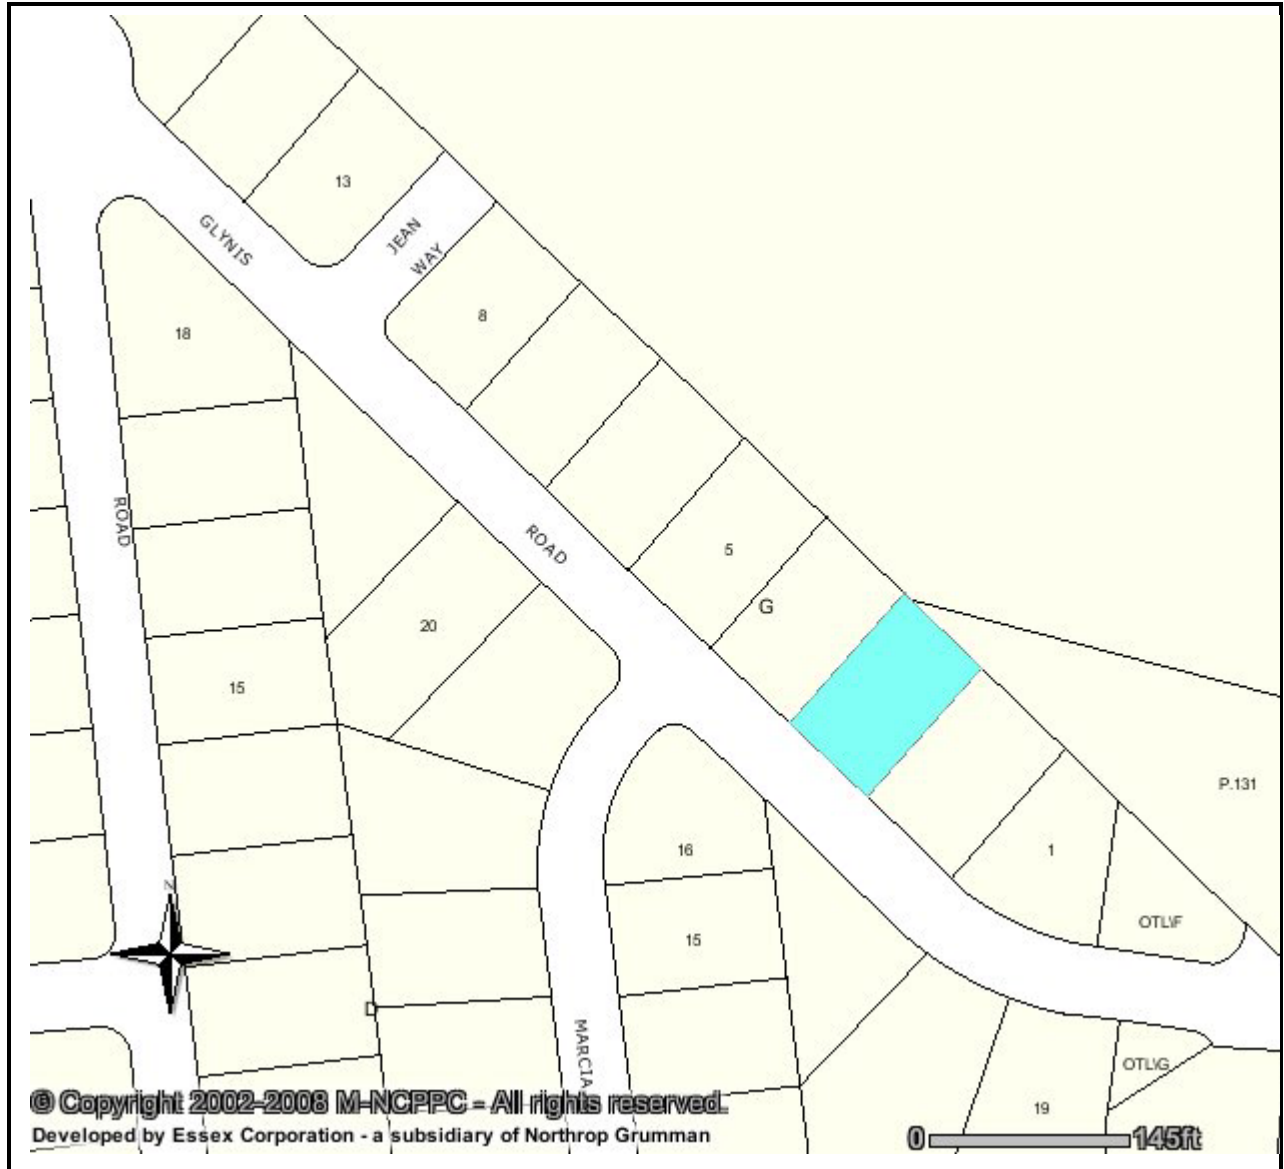 13
GLYNIS
JEAN
WAY
8
18
ROAD
ROAD
5
G
20
15
P.131
16
1
OTL\F
15
N
MARCIA
OTL\G
19
© Copyright 2002-2008 M-NCPPC - All rights reserved.
Developed by Essex Corporation - a subsidiary of Northrop Grumman
0 145ft